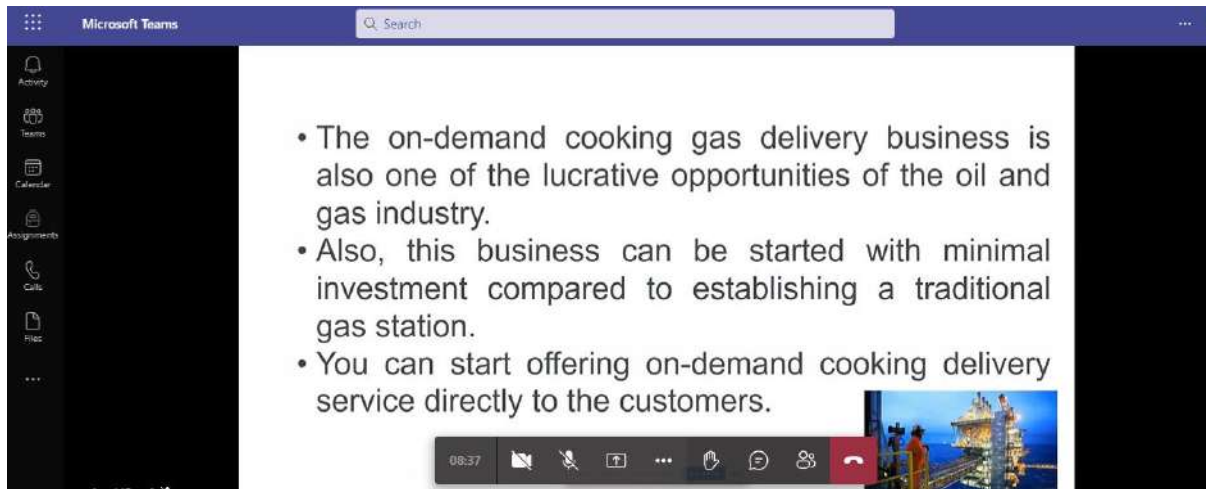 Microsoft Teams
Search
Activity
Teams
Calendar
Assignments
Calls
Files
• The on-demand cooking gas delivery business is
also one of the lucrative opportunities of the oil and
gas industry.
• Also, this business can be started with minimal
investment compared to establishing a traditional
gas station.
• You can start offering on-demand cooking delivery
service directly to the customers.
08:37